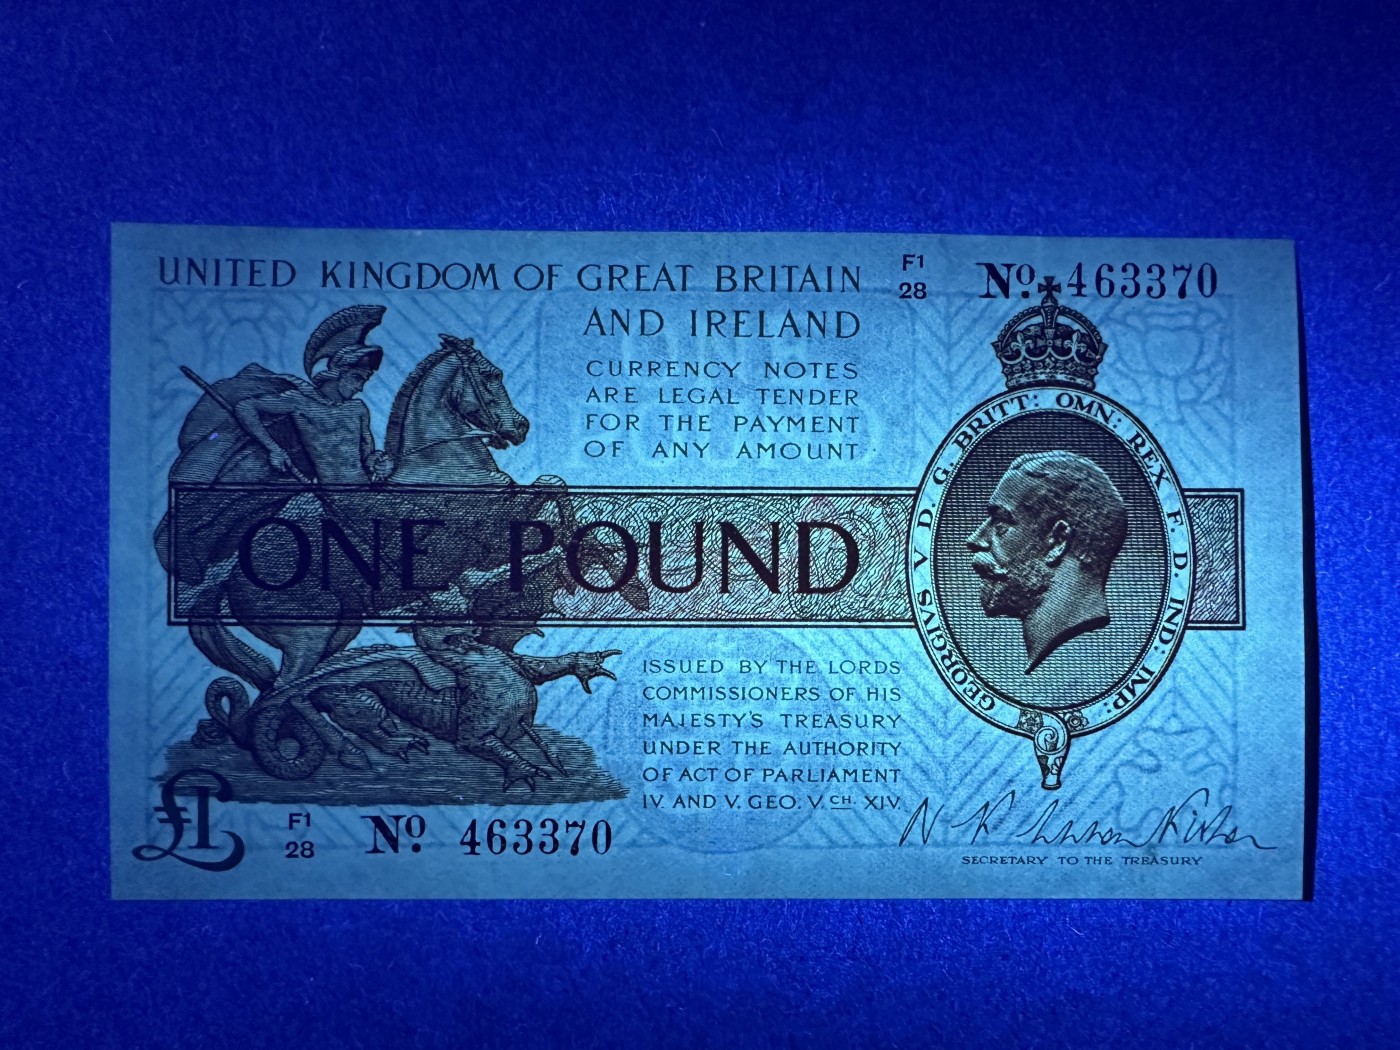 UNITED KINGDOM OF GREAT BRITAIN
AND IRELAND
F1
28
No. 463370
CURRENCY NOTES
ARE LEGAL TENDER
FOR THE PAYMENT
OF ANY AMOUNT
ONE POUND
GEORGIVS V D. G. BRITT: OMN: REX F. D. IND: IMP:
ISSUED BY THE LORDS
COMMISSIONERS OF HIS
MAJESTY'S TREASURY
UNDER THE AUTHORITY
OF ACT OF PARLIAMENT
IV. AND V. GEO. V. CH. XIV.
£1
F1
28
No. 463370
N K Warren Fisher
SECRETARY TO THE TREASURY